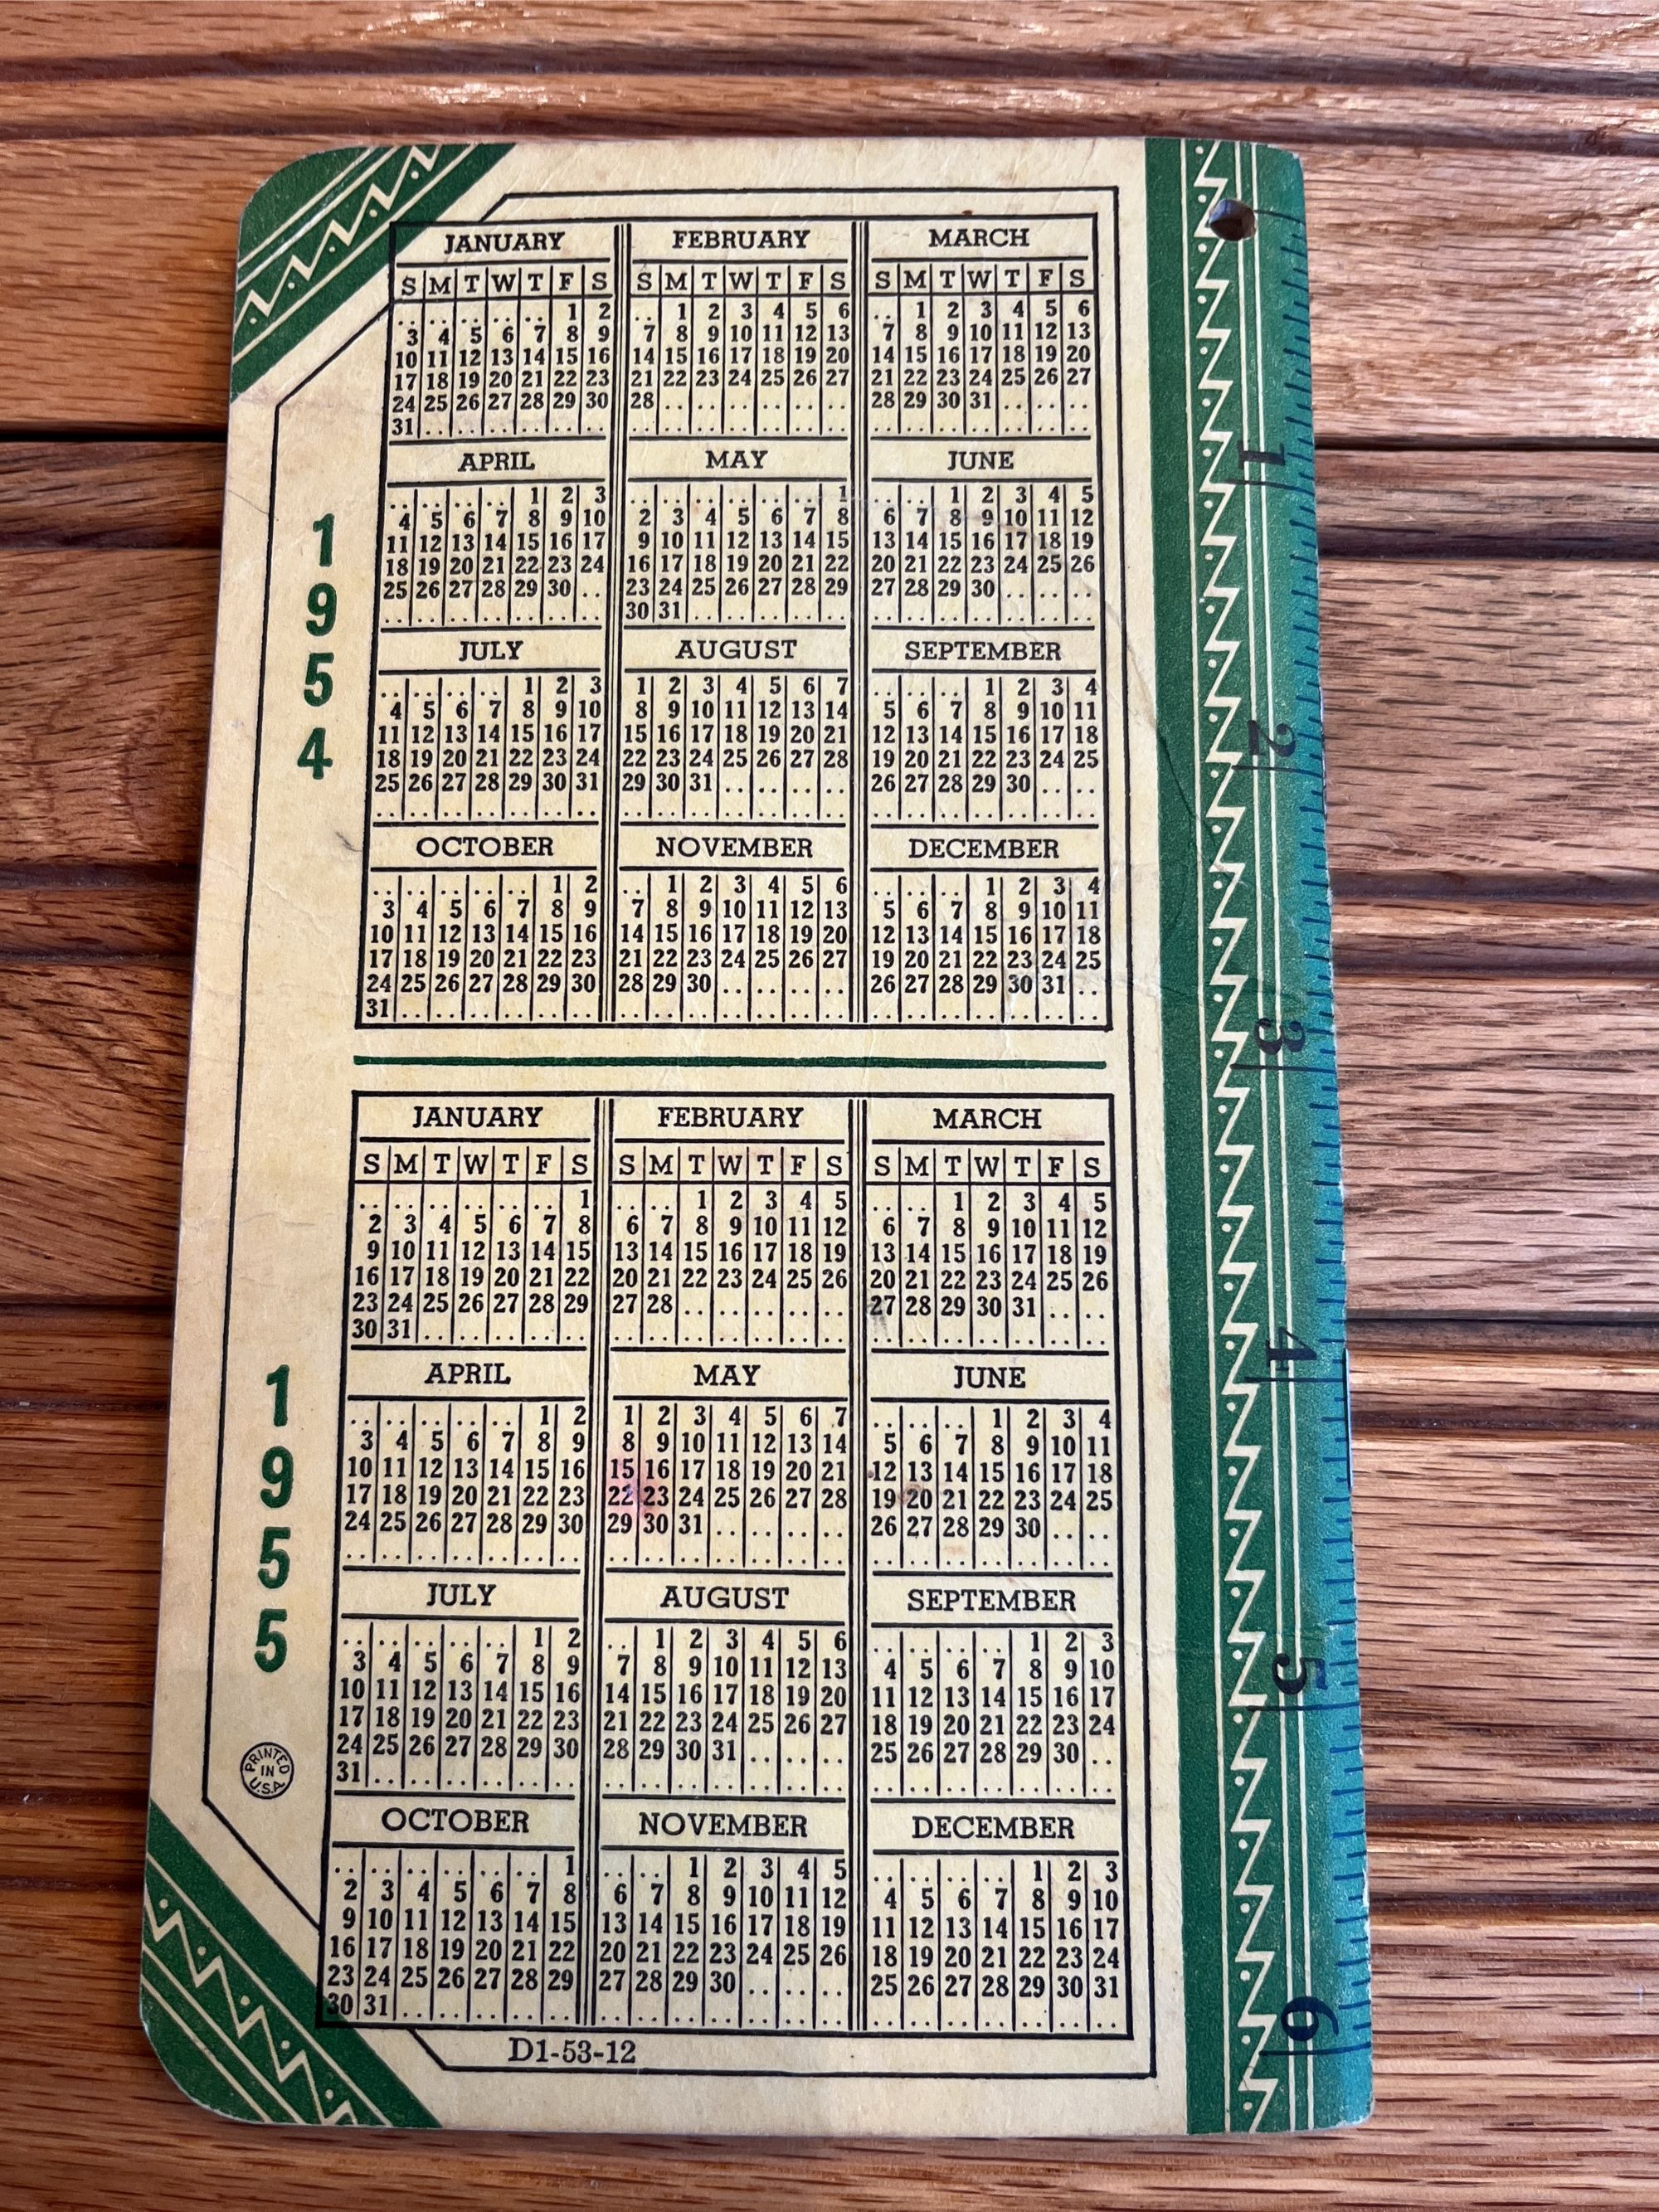 1954
JANUARY FEBRUARY MARCH
S M T W T F S S M T W T F S S M T W T F S
.. .. .. .. .. 1 2 .. 1 2 3 4 5 6 .. 1 2 3 4 5 6
3 4 5 6 7 8 9 7 8 9 10 11 12 13 7 8 9 10 11 12 13
10 11 12 13 14 15 16 14 15 16 17 18 19 20 14 15 16 17 18 19 20
17 18 19 20 21 22 23 21 22 23 24 25 26 27 21 22 23 24 25 26 27
24 25 26 27 28 29 30 28 .. .. .. .. .. .. 28 29 30 31 .. .. ..
31 .. .. .. .. .. .. .. .. .. .. .. .. .. .. .. .. .. .. .. ..
APRIL MAY JUNE
.. .. .. .. 1 2 3 .. .. .. .. .. .. 1 .. .. 1 2 3 4 5
4 5 6 7 8 9 10 2 3 4 5 6 7 8 6 7 8 9 10 11 12
11 12 13 14 15 16 17 9 10 11 12 13 14 15 13 14 15 16 17 18 19
18 19 20 21 22 23 24 16 17 18 19 20 21 22 20 21 22 23 24 25 26
25 26 27 28 29 30 .. 23 24 25 26 27 28 29 27 28 29 30 .. .. ..
.. .. .. .. .. .. .. 30 31 .. .. .. .. .. .. .. .. .. .. .. ..
JULY AUGUST SEPTEMBER
.. .. .. .. 1 2 3 1 2 3 4 5 6 7 .. .. .. 1 2 3 4
4 5 6 7 8 9 10 8 9 10 11 12 13 14 5 6 7 8 9 10 11
11 12 13 14 15 16 17 15 16 17 18 19 20 21 12 13 14 15 16 17 18
18 19 20 21 22 23 24 22 23 24 25 26 27 28 19 20 21 22 23 24 25
25 26 27 28 29 30 31 29 30 31 .. .. .. .. 26 27 28 29 30 .. ..
.. .. .. .. .. .. .. .. .. .. .. .. .. .. .. .. .. .. .. .. ..
OCTOBER NOVEMBER DECEMBER
.. .. .. .. .. 1 2 .. 1 2 3 4 5 6 .. .. .. 1 2 3 4
3 4 5 6 7 8 9 7 8 9 10 11 12 13 5 6 7 8 9 10 11
10 11 12 13 14 15 16 14 15 16 17 18 19 20 12 13 14 15 16 17 18
17 18 19 20 21 22 23 21 22 23 24 25 26 27 19 20 21 22 23 24 25
24 25 26 27 28 29 30 28 29 30 .. .. .. .. 26 27 28 29 30 31 ..
31 .. .. .. .. .. .. .. .. .. .. .. .. .. .. .. .. .. .. .. ..
1955
JANUARY FEBRUARY MARCH
S M T W T F S S M T W T F S S M T W T F S
.. .. .. .. .. .. 1 .. .. 1 2 3 4 5 .. .. 1 2 3 4 5
2 3 4 5 6 7 8 6 7 8 9 10 11 12 6 7 8 9 10 11 12
9 10 11 12 13 14 15 13 14 15 16 17 18 19 13 14 15 16 17 18 19
16 17 18 19 20 21 22 20 21 22 23 24 25 26 20 21 22 23 24 25 26
23 24 25 26 27 28 29 27 28 .. .. .. .. .. 27 28 29 30 31 .. ..
30 31 .. .. .. .. .. .. .. .. .. .. .. .. .. .. .. .. .. .. ..
APRIL MAY JUNE
.. .. .. .. .. 1 2 1 2 3 4 5 6 7 .. .. .. 1 2 3 4
3 4 5 6 7 8 9 8 9 10 11 12 13 14 5 6 7 8 9 10 11
10 11 12 13 14 15 16 15 16 17 18 19 20 21 12 13 14 15 16 17 18
17 18 19 20 21 22 23 22 23 24 25 26 27 28 19 20 21 22 23 24 25
24 25 26 27 28 29 30 29 30 31 .. .. .. .. 26 27 28 29 30 .. ..
.. .. .. .. .. .. .. .. .. .. .. .. .. .. .. .. .. .. .. .. ..
JULY AUGUST SEPTEMBER
.. .. .. .. .. 1 2 .. 1 2 3 4 5 6 .. .. .. .. 1 2 3
3 4 5 6 7 8 9 7 8 9 10 11 12 13 4 5 6 7 8 9 10
10 11 12 13 14 15 16 14 15 16 17 18 19 20 11 12 13 14 15 16 17
17 18 19 20 21 22 23 21 22 23 24 25 26 27 18 19 20 21 22 23 24
24 25 26 27 28 29 30 28 29 30 31 .. .. .. 25 26 27 28 29 30 ..
31 .. .. .. .. .. .. .. .. .. .. .. .. .. .. .. .. .. .. .. ..
OCTOBER NOVEMBER DECEMBER
.. .. .. .. .. .. 1 .. .. 1 2 3 4 5 .. .. .. .. 1 2 3
2 3 4 5 6 7 8 6 7 8 9 10 11 12 4 5 6 7 8 9 10
9 10 11 12 13 14 15 13 14 15 16 17 18 19 11 12 13 14 15 16 17
16 17 18 19 20 21 22 20 21 22 23 24 25 26 18 19 20 21 22 23 24
23 24 25 26 27 28 29 27 28 29 30 .. .. .. 25 26 27 28 29 30 31
30 31 .. .. .. .. .. .. .. .. .. .. .. .. .. .. .. .. .. .. ..
PRINTED
IN
U.S.A.
D1-53-12
1
2
3
4
5
6